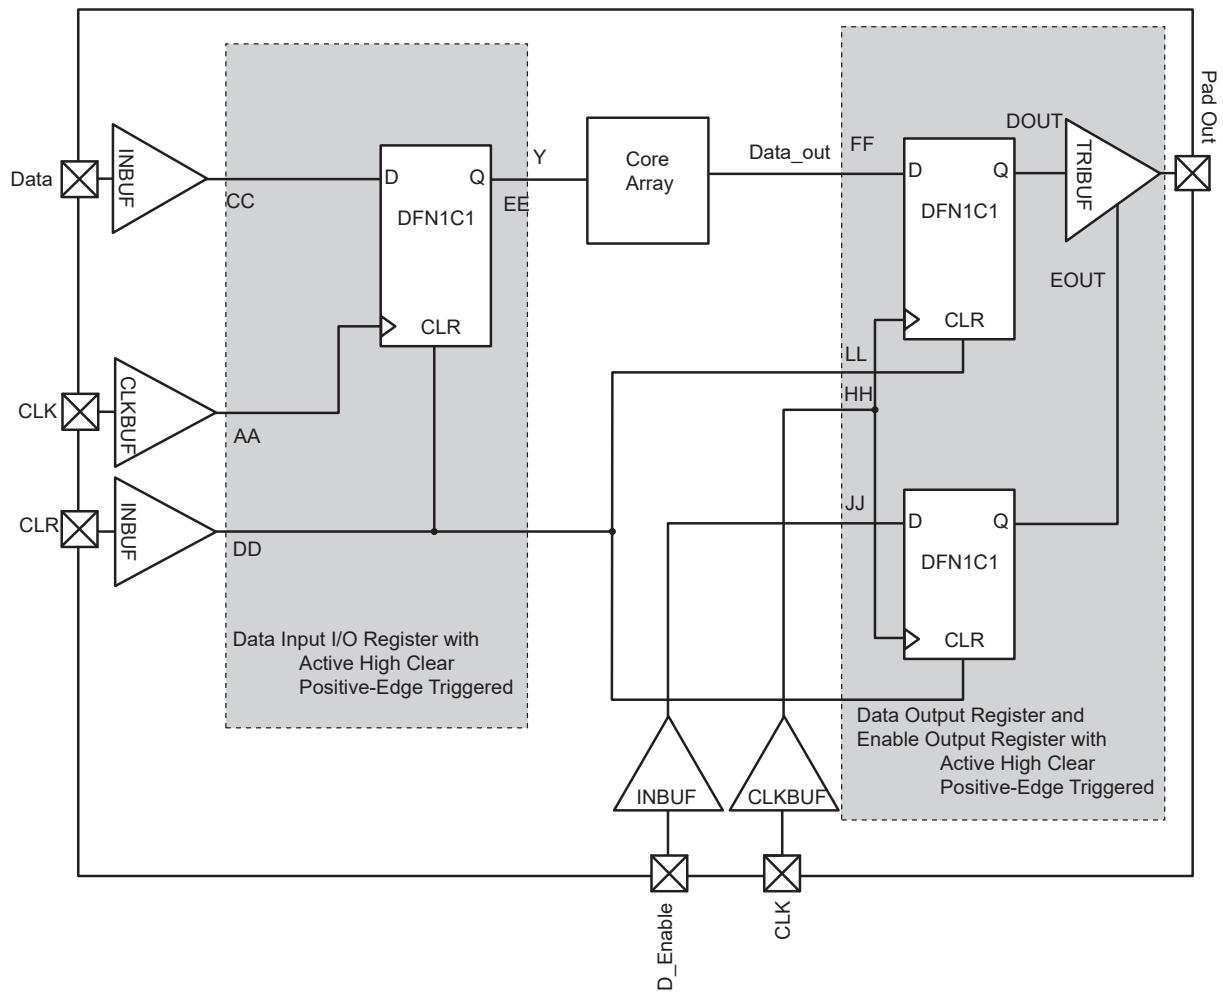 Pad Out
DOUT
Data
INBUF
CC
D
Q
DFN1C1
CLR
Y
EE
Core
Array
Data_out
FF
D
Q
DFN1C1
CLR
TRIBUF
EOUT
LL
HH
CLK
CLKBUF
AA
CLR
INBUF
DD
JJ
D
Q
DFN1C1
CLR
Data Input I/O Register with
Active High Clear
Positive-Edge Triggered
Data Output Register and
Enable Output Register with
Active High Clear
Positive-Edge Triggered
INBUF
CLKBUF
D_Enable
CLK